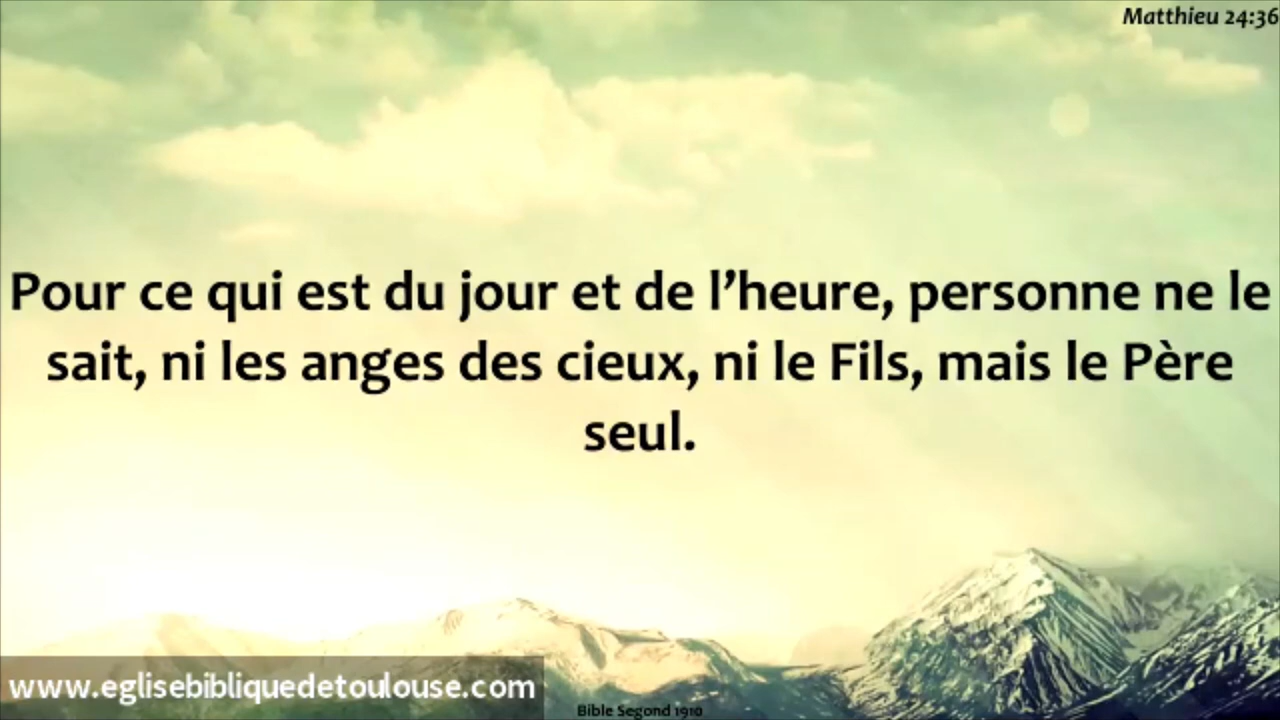 Matthieu 24:36
Pour ce qui est du jour et de l’heure, personne ne le
sait, ni les anges des cieux, ni le Fils, mais le Père
seul.
www.eglisebibliquedetoulouse.com
Bible Segond 1910